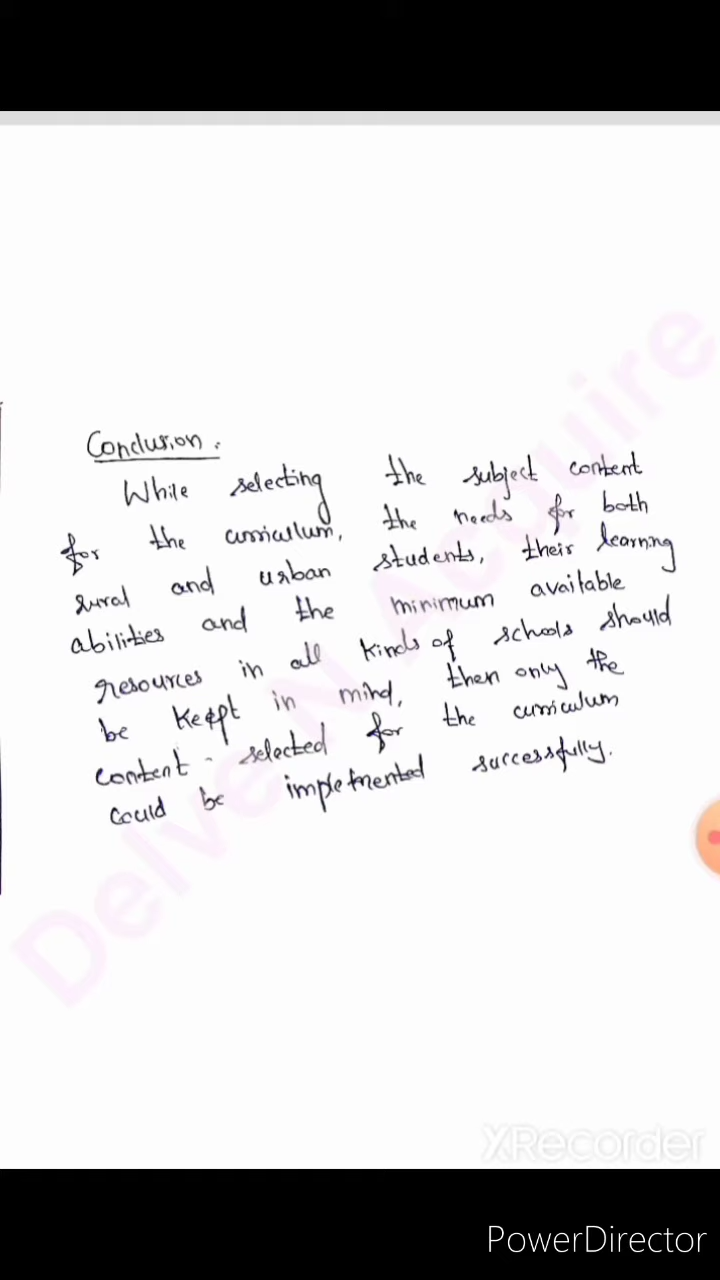 Conclusion:
While selecting the subject content
for the curriculum, the needs for both
rural and urban students, their learning
abilities and the minimum available
resources in all kinds of schools should
be kept in mind, then only the
content selected for the curriculum
could be implemented successfully.
Delve N Acquire
XRecorder
PowerDirector